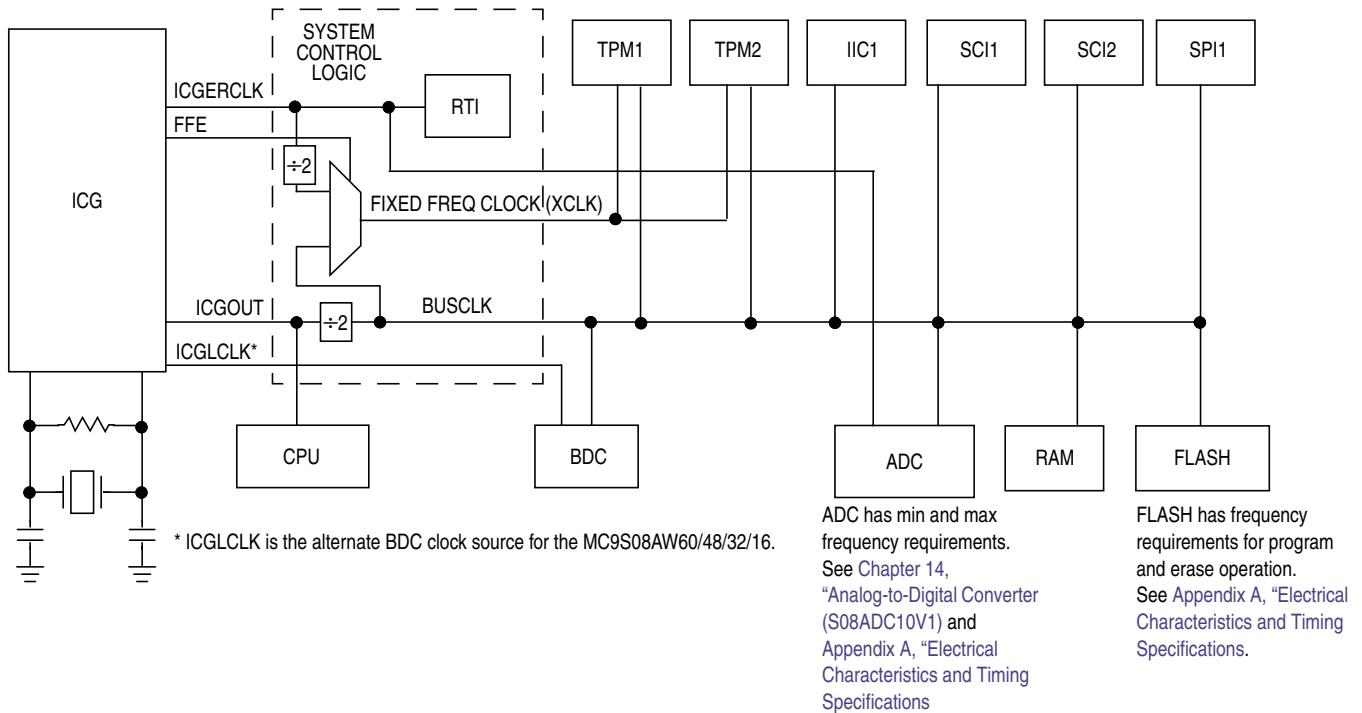 SYSTEM
CONTROL
LOGIC
TPM1
TPM2
IIC1
SCI1
SCI2
SPI1
ICGERCLK
RTI
FFE
÷2
ICG
FIXED FREQ CLOCK (XCLK)
ICGOUT
÷2
BUSCLK
ICGLCLK*
CPU
BDC
ADC
RAM
FLASH
* ICGLCLK is the alternate BDC clock source for the MC9S08AW60/48/32/16.
ADC has min and max
frequency requirements.
See Chapter 14,
“Analog-to-Digital Converter
(S08ADC10V1) and
Appendix A, “Electrical
Characteristics and Timing
Specifications
FLASH has frequency
requirements for program
and erase operation.
See Appendix A, “Electrical
Characteristics and Timing
Specifications.